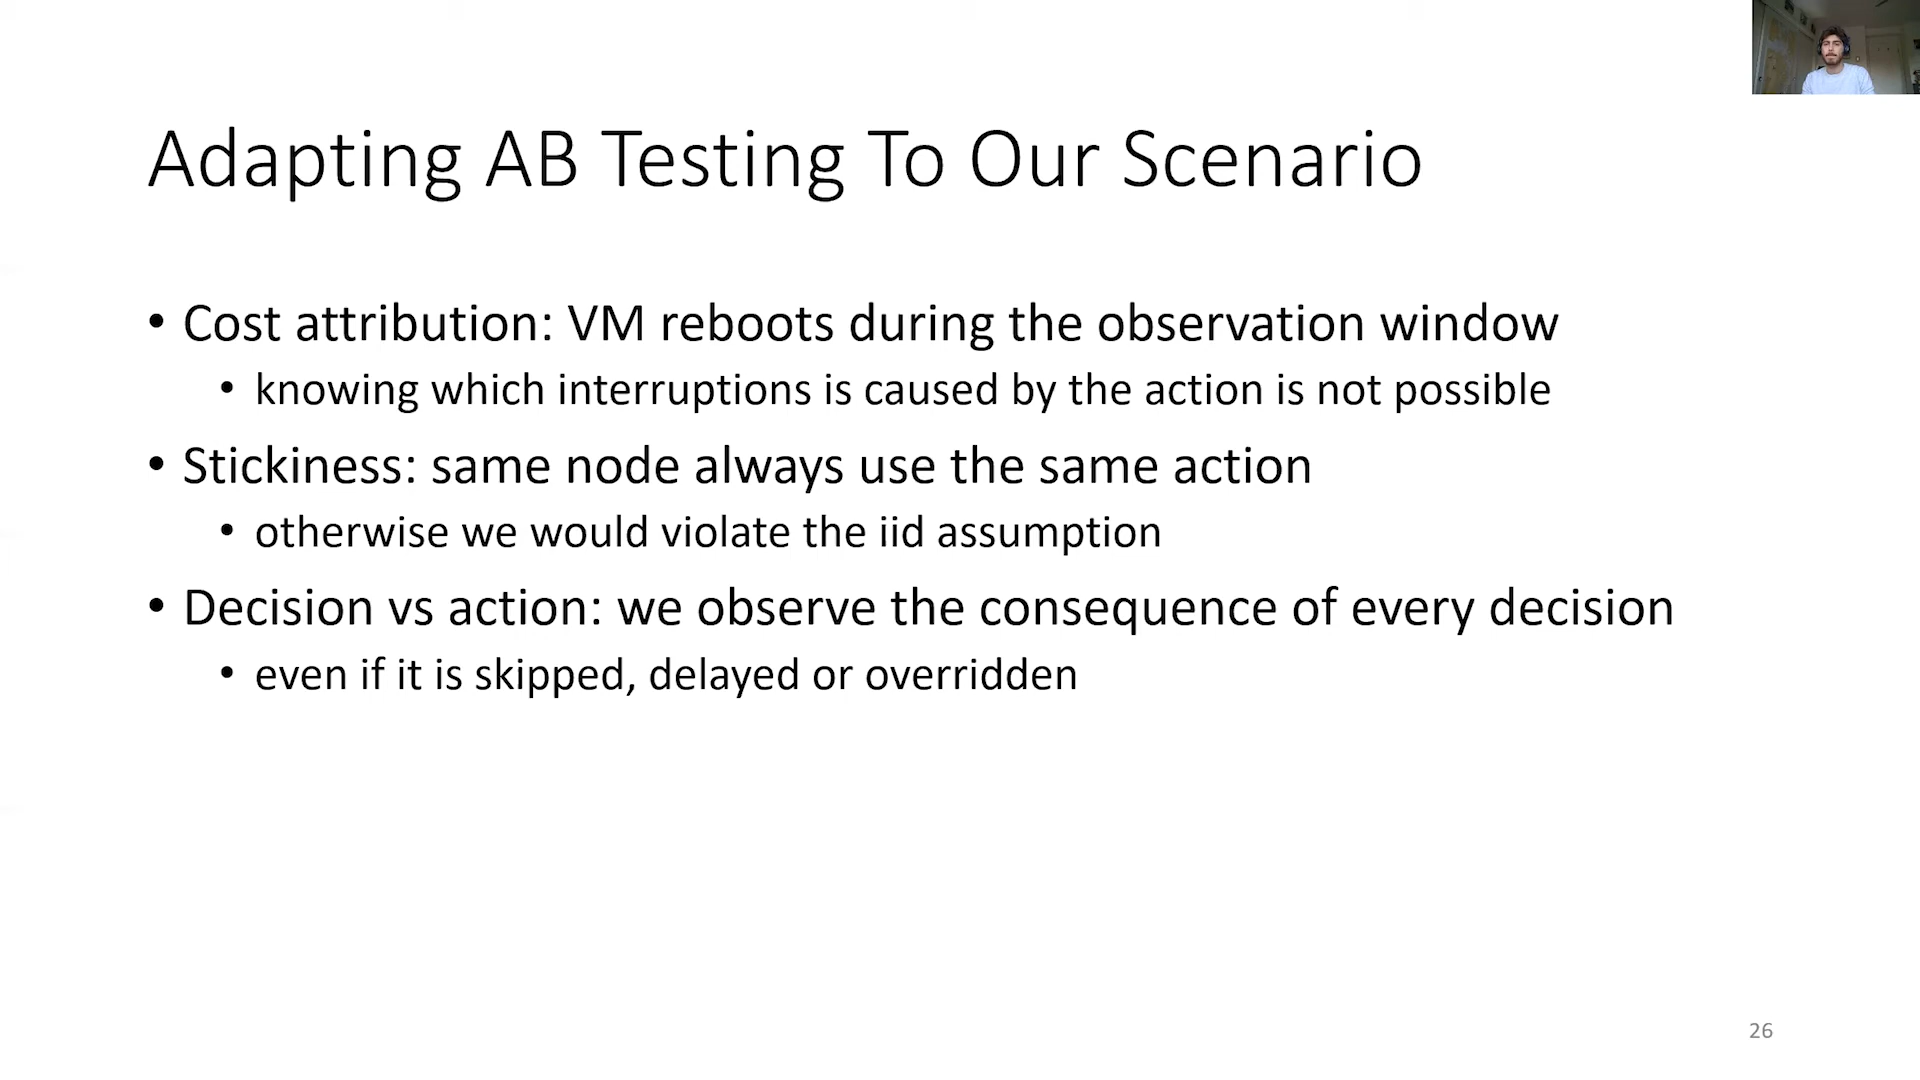 Adapting AB Testing To Our Scenario
• Cost attribution: VM reboots during the observation window
• knowing which interruptions is caused by the action is not possible
• Stickiness: same node always use the same action
• otherwise we would violate the iid assumption
• Decision vs action: we observe the consequence of every decision
• even if it is skipped, delayed or overridden
26